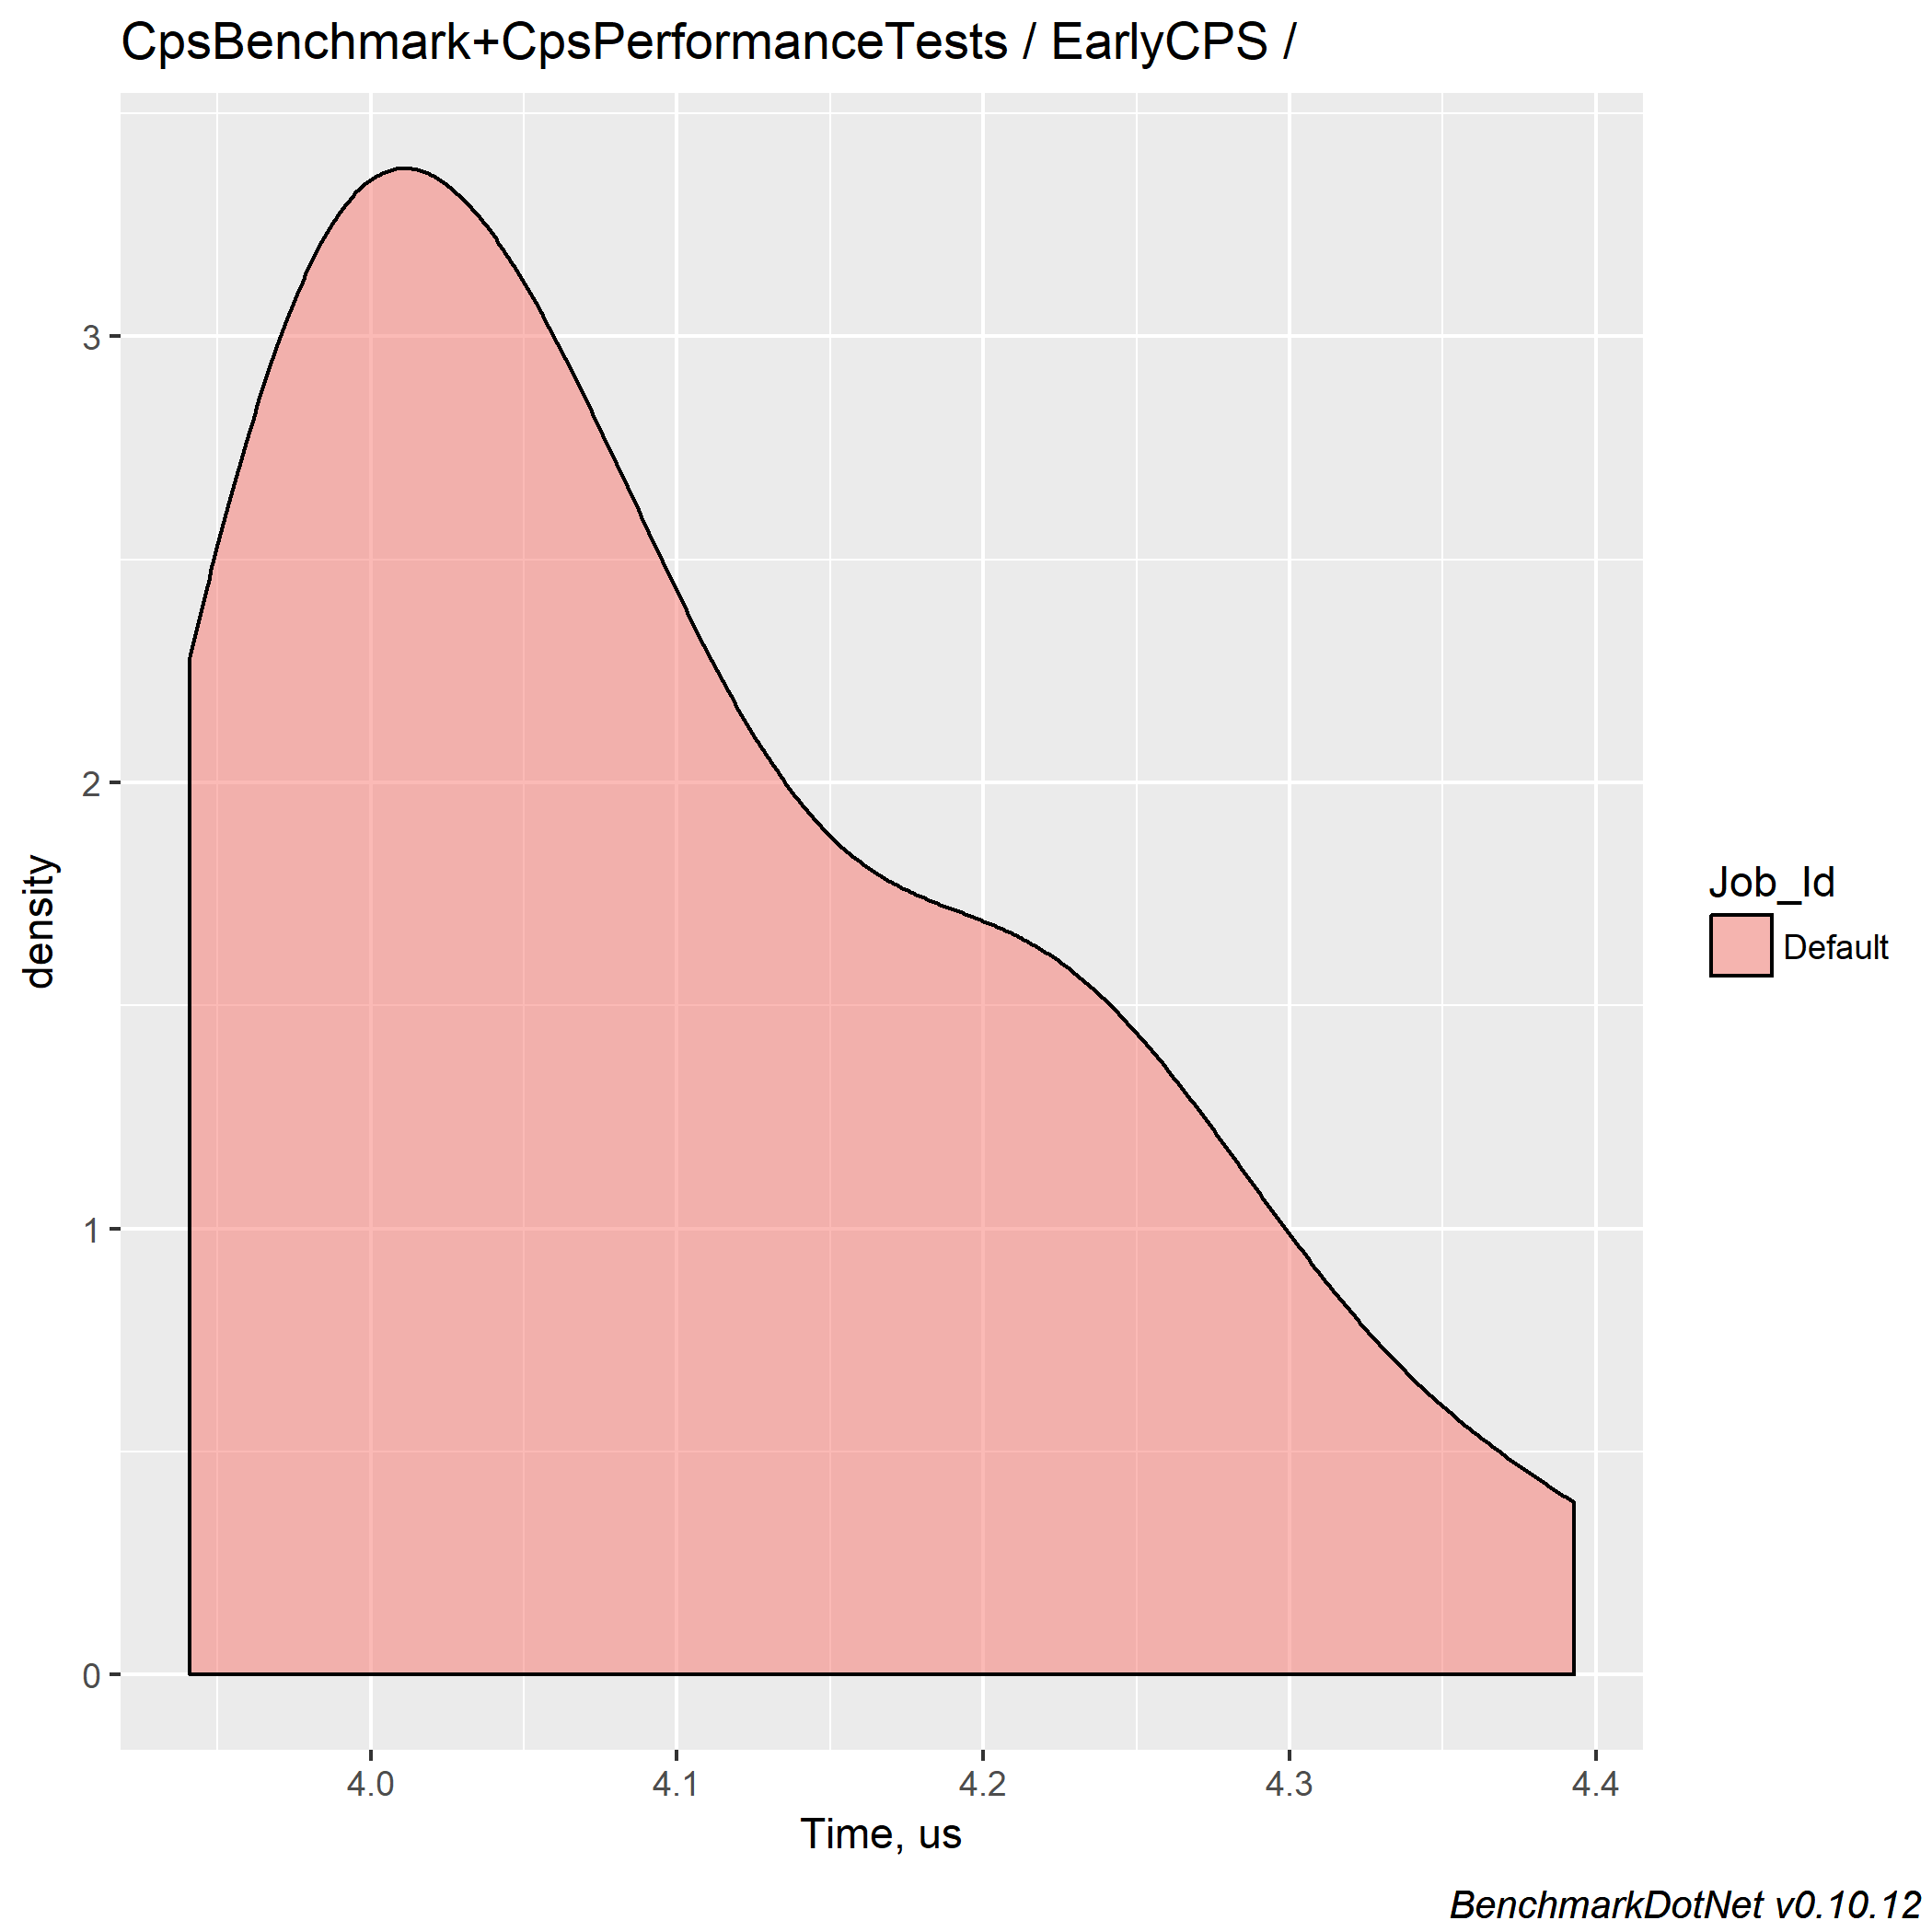 CpsBenchmark+CpsPerformanceTests / EarlyCPS /
3
2
1
0
density
4.0 4.1 4.2 4.3 4.4
Time, us
Job_Id
Default
BenchmarkDotNet v0.10.12